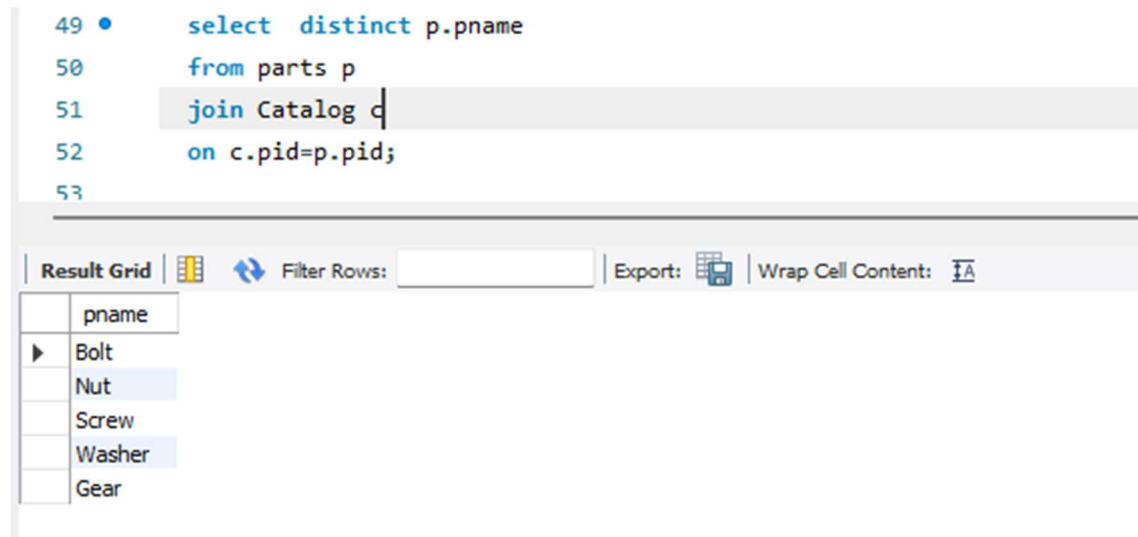 49 select distinct p.pname
50 from parts p
51 join Catalog c
52 on c.pid=p.pid;
53
Result Grid Filter Rows: Export: Wrap Cell Content: IA
pname
Bolt
Nut
Screw
Washer
Gear